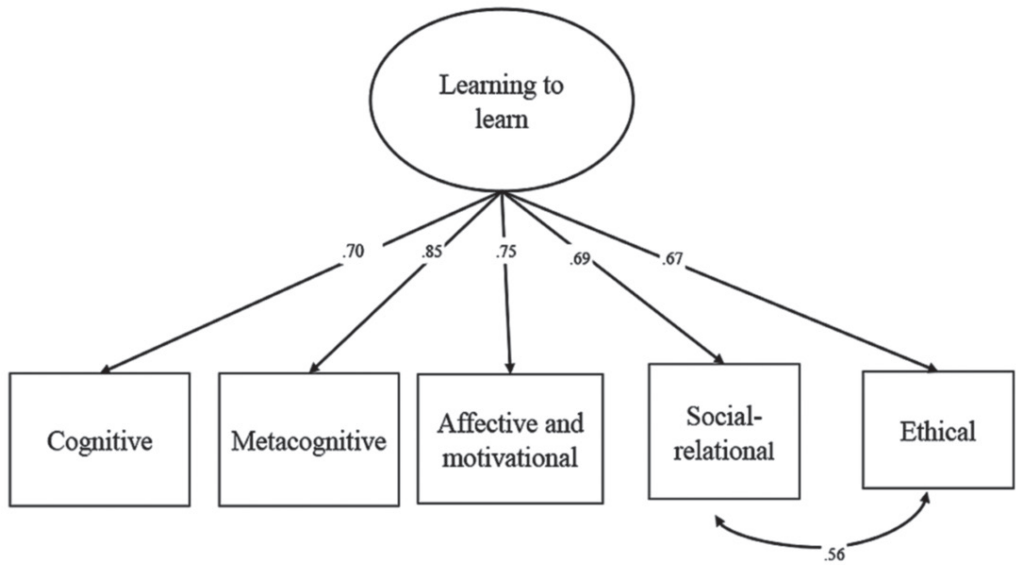 Learning to
learn
.70
.85
.75
.69
.67
Cognitive
Metacognitive
Affective and
motivational
Social-
relational
Ethical
.56